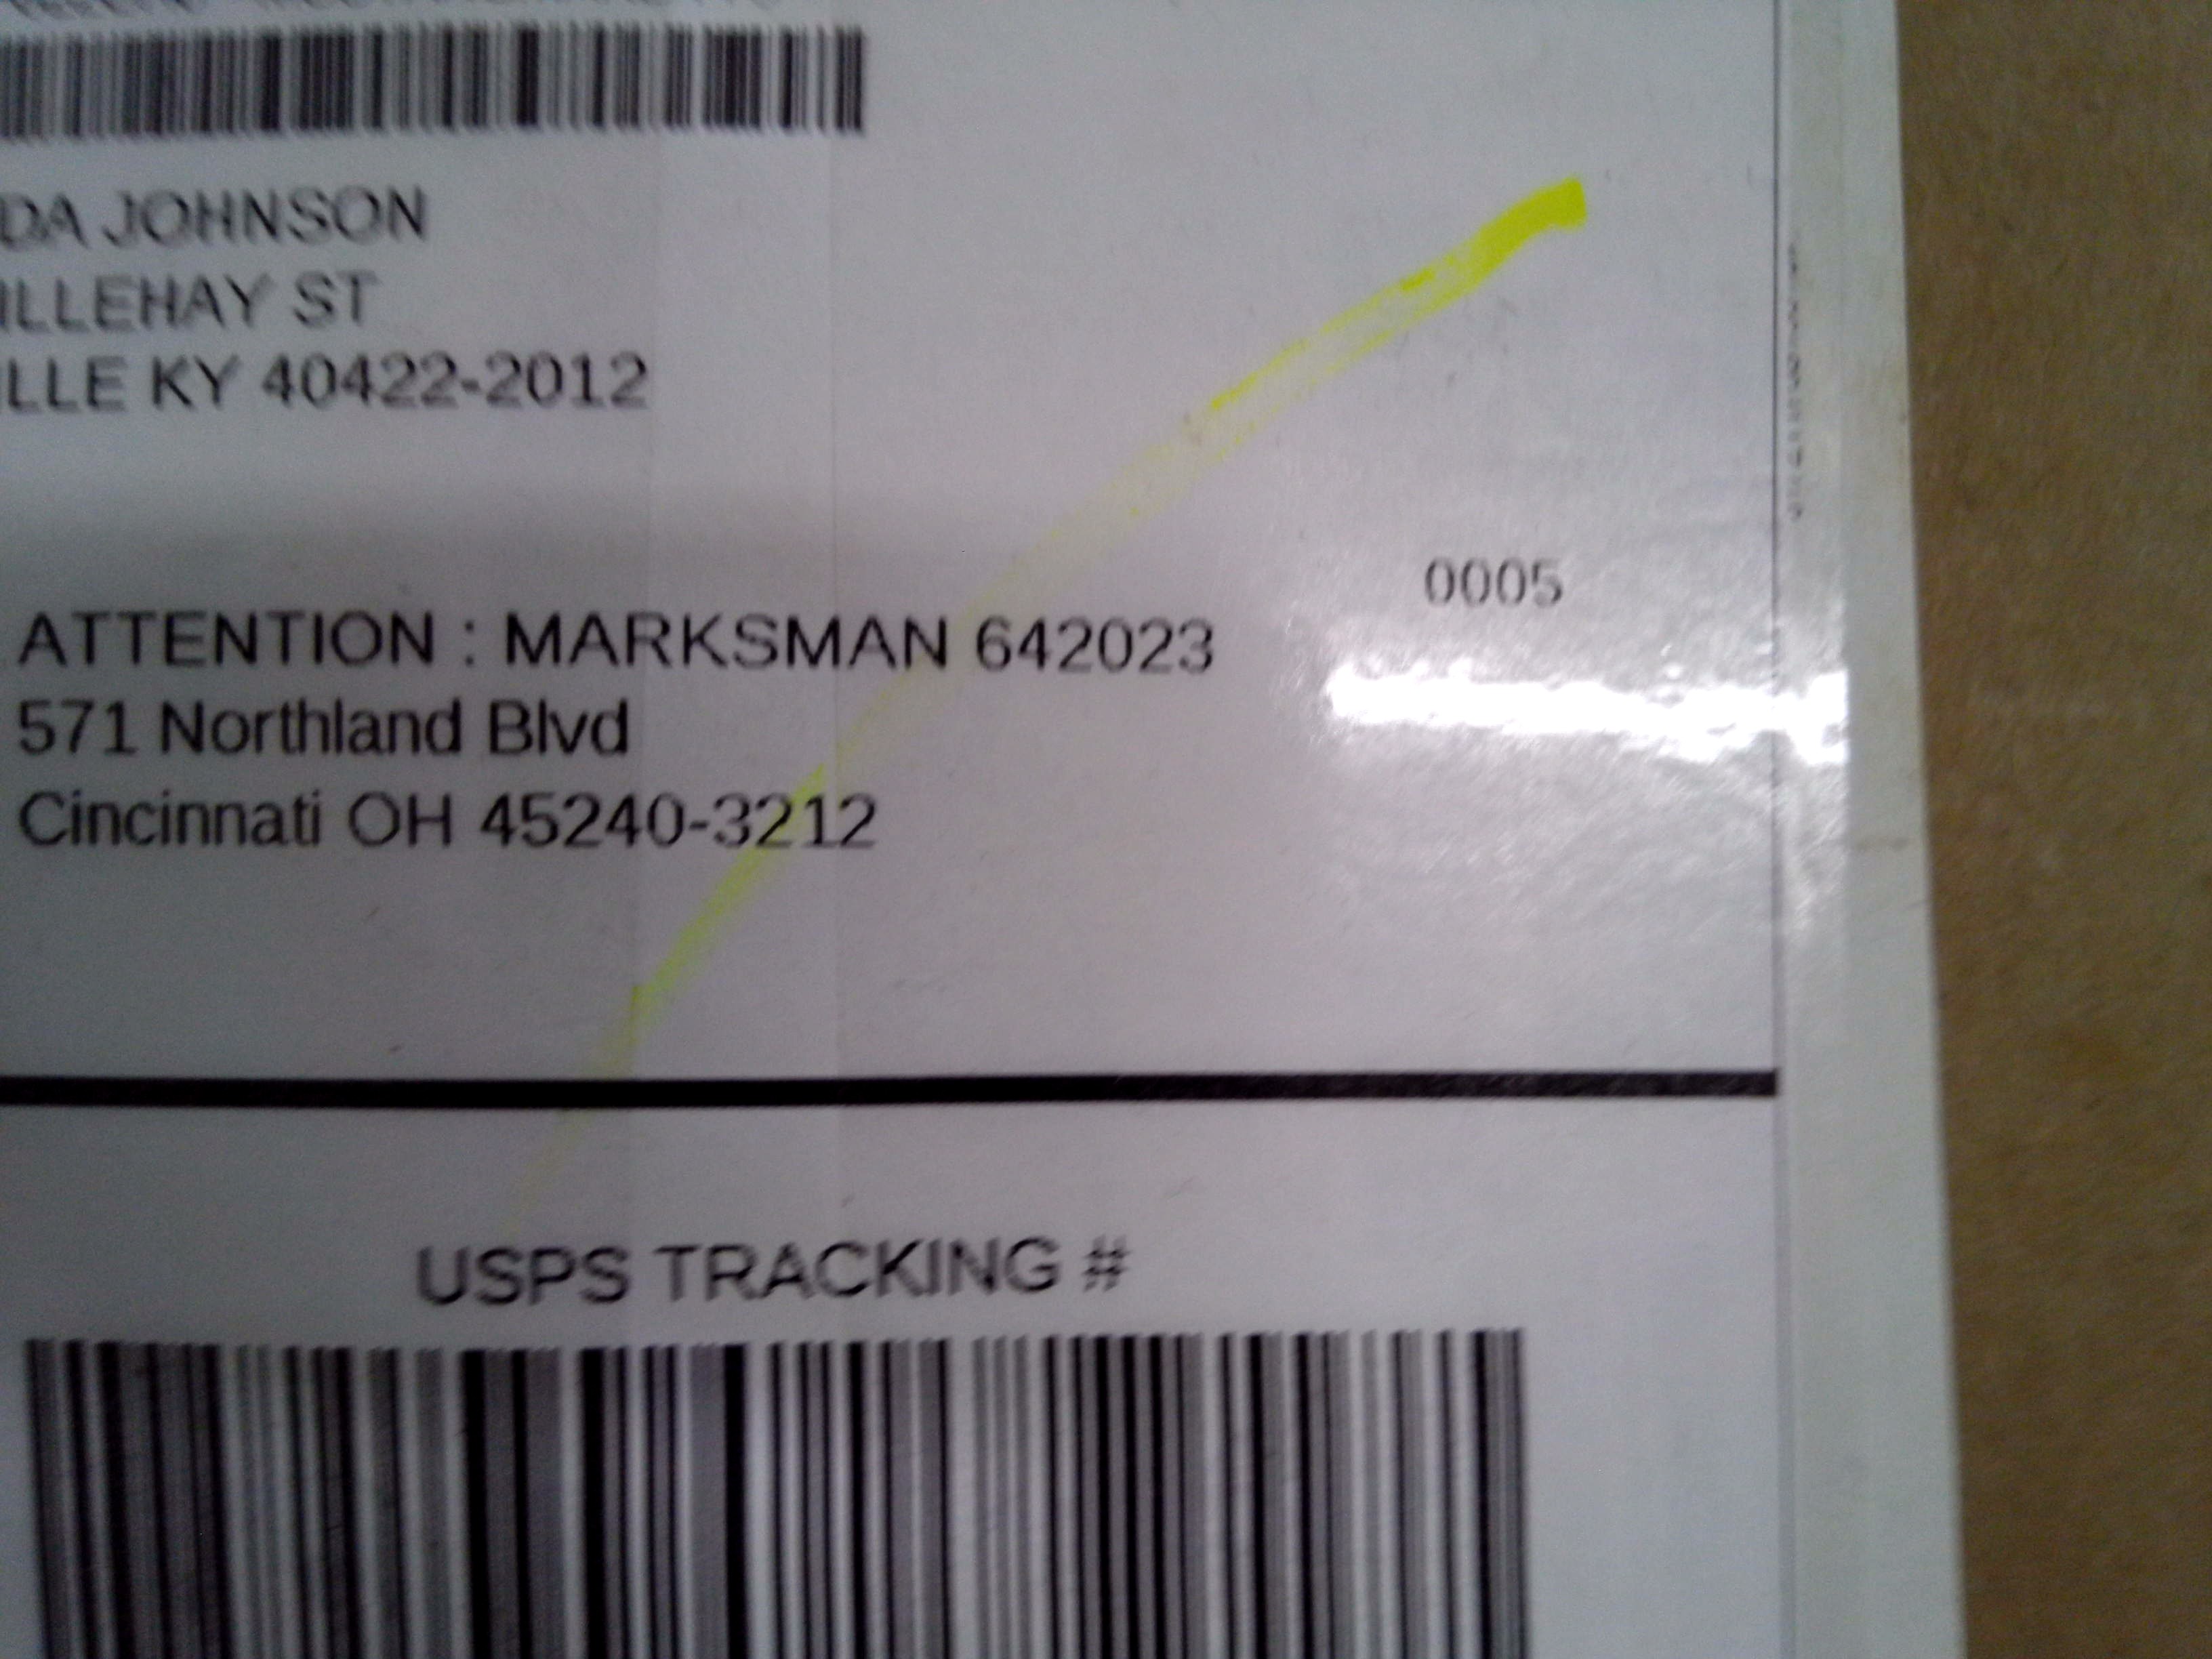 DA JOHNSON
ILLEHAY ST
LLE KY 40422-2012
0005
ATTENTION : MARKSMAN 642023
571 Northland Blvd
Cincinnati OH 45240-3212
USPS TRACKING #